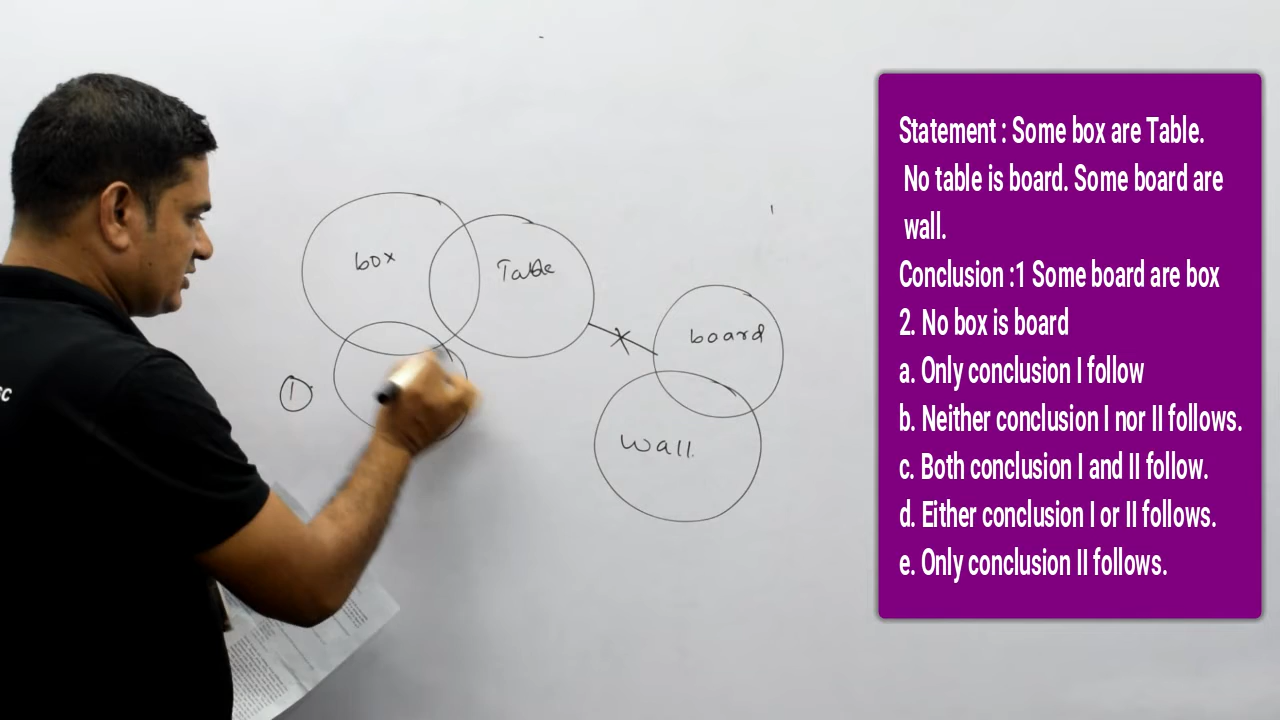 Statement : Some box are Table.
No table is board. Some board are
wall.
Conclusion :1 Some board are box
2. No box is board
a. Only conclusion I follow
b. Neither conclusion I nor II follows.
c. Both conclusion I and II follow.
d. Either conclusion I or II follows.
e. Only conclusion II follows.
box
Table
board
wall
1